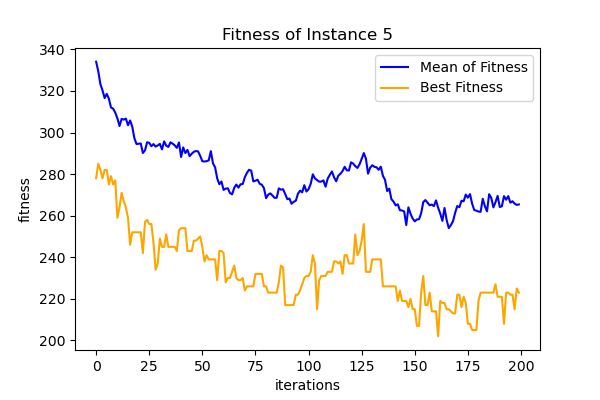 Fitness of Instance 5
Mean of Fitness
Best Fitness
340
320
300
280
260
240
220
200
fitness
0 25 50 75 100 125 150 175 200
iterations